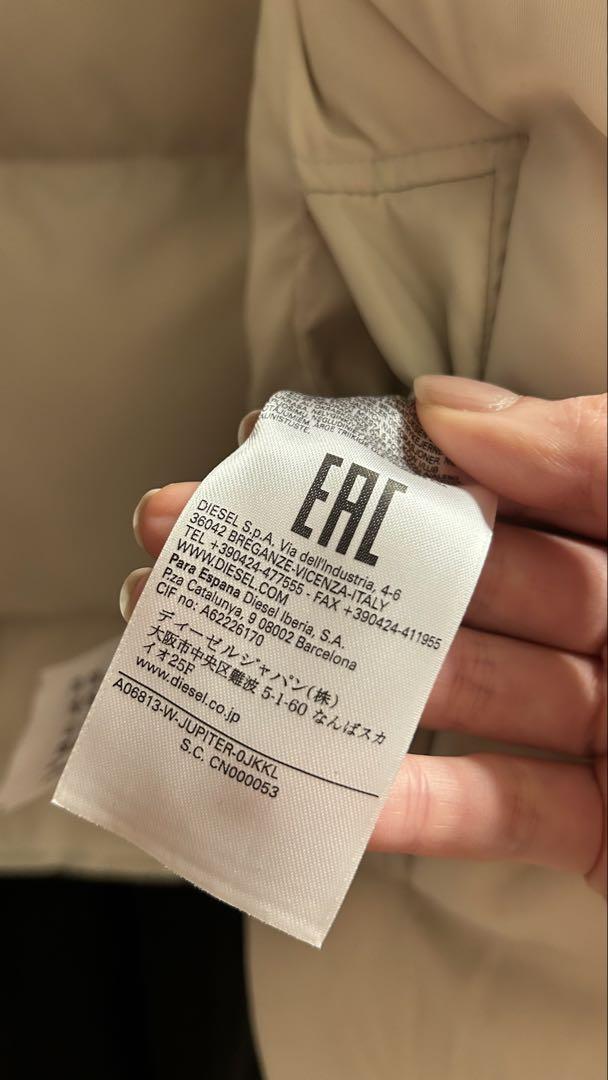 EAC
DIESEL S.p.A. Via dell'Industria, 4-6
36042 BREGANZE-VICENZA-ITALY
TEL +390424-477555 - FAX +390424-411955
WWW.DIESEL.COM
Para Espana Diesel Iberia, S.A.
P.za Catalunya, 9 08002 Barcelona
CIF no: A62226170
ディーゼルジャパン(株)
大阪市中央区難波 5-1-60 なんばスカ
イオ25F
www.diesel.co.jp
A06813-W-JUPITER-0JKKL
S.C. CN000053